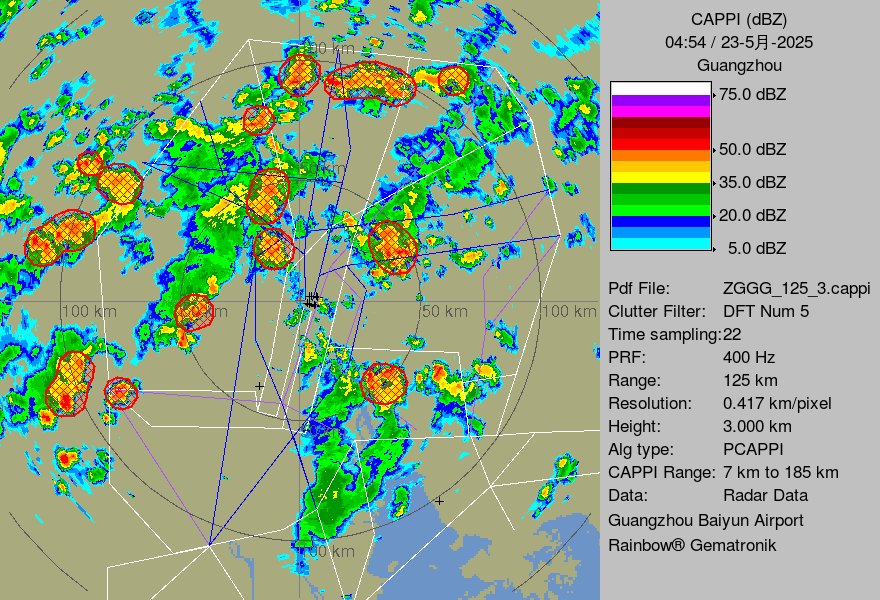 CAPPI (dBZ)
04:54 / 23-5月-2025
Guangzhou
75.0 dBZ
50.0 dBZ
35.0 dBZ
20.0 dBZ
5.0 dBZ
Pdf File: ZGGG_125_3.cappi
Clutter Filter: DFT Num 5
Time sampling:22
PRF: 400 Hz
Range: 125 km
Resolution: 0.417 km/pixel
Height: 3.000 km
Alg type: PCAPPI
CAPPI Range: 7 km to 185 km
Data: Radar Data
Guangzhou Baiyun Airport
Rainbow® Gematronik
100 km
100 km
50 km
100 km
100 km